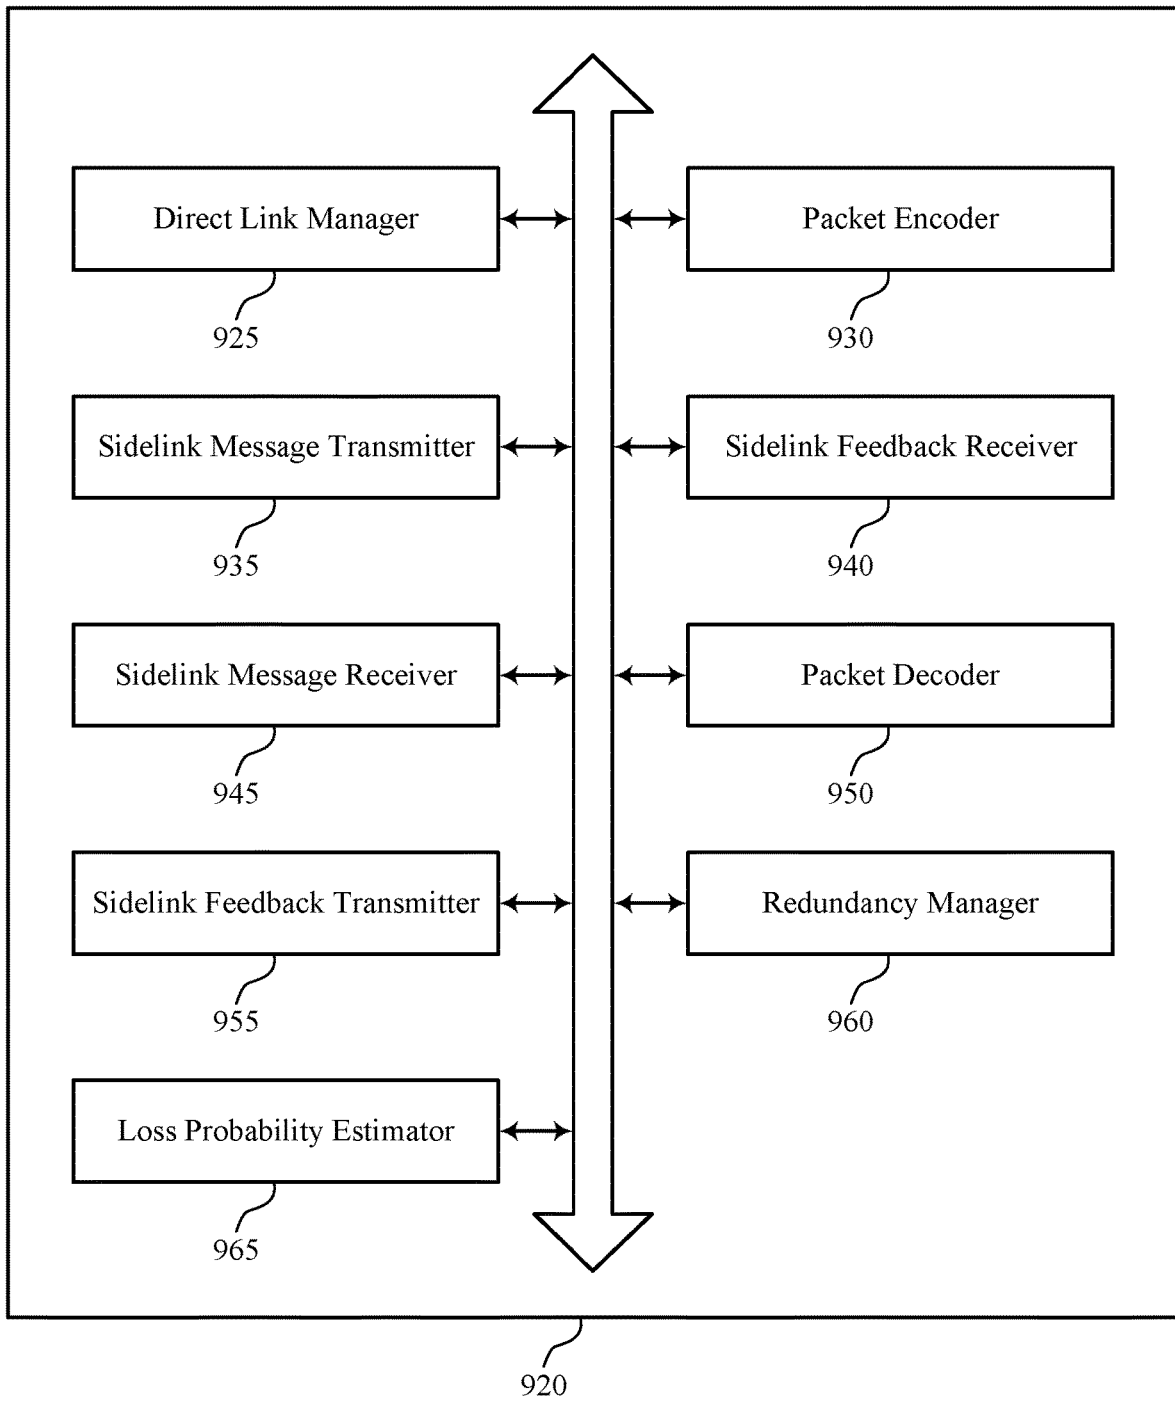 Direct Link Manager
Packet Encoder
925
930
Sidelink Message Transmitter
Sidelink Feedback Receiver
935
940
Sidelink Message Receiver
Packet Decoder
945
950
Sidelink Feedback Transmitter
Redundancy Manager
955
960
Loss Probability Estimator
965
920